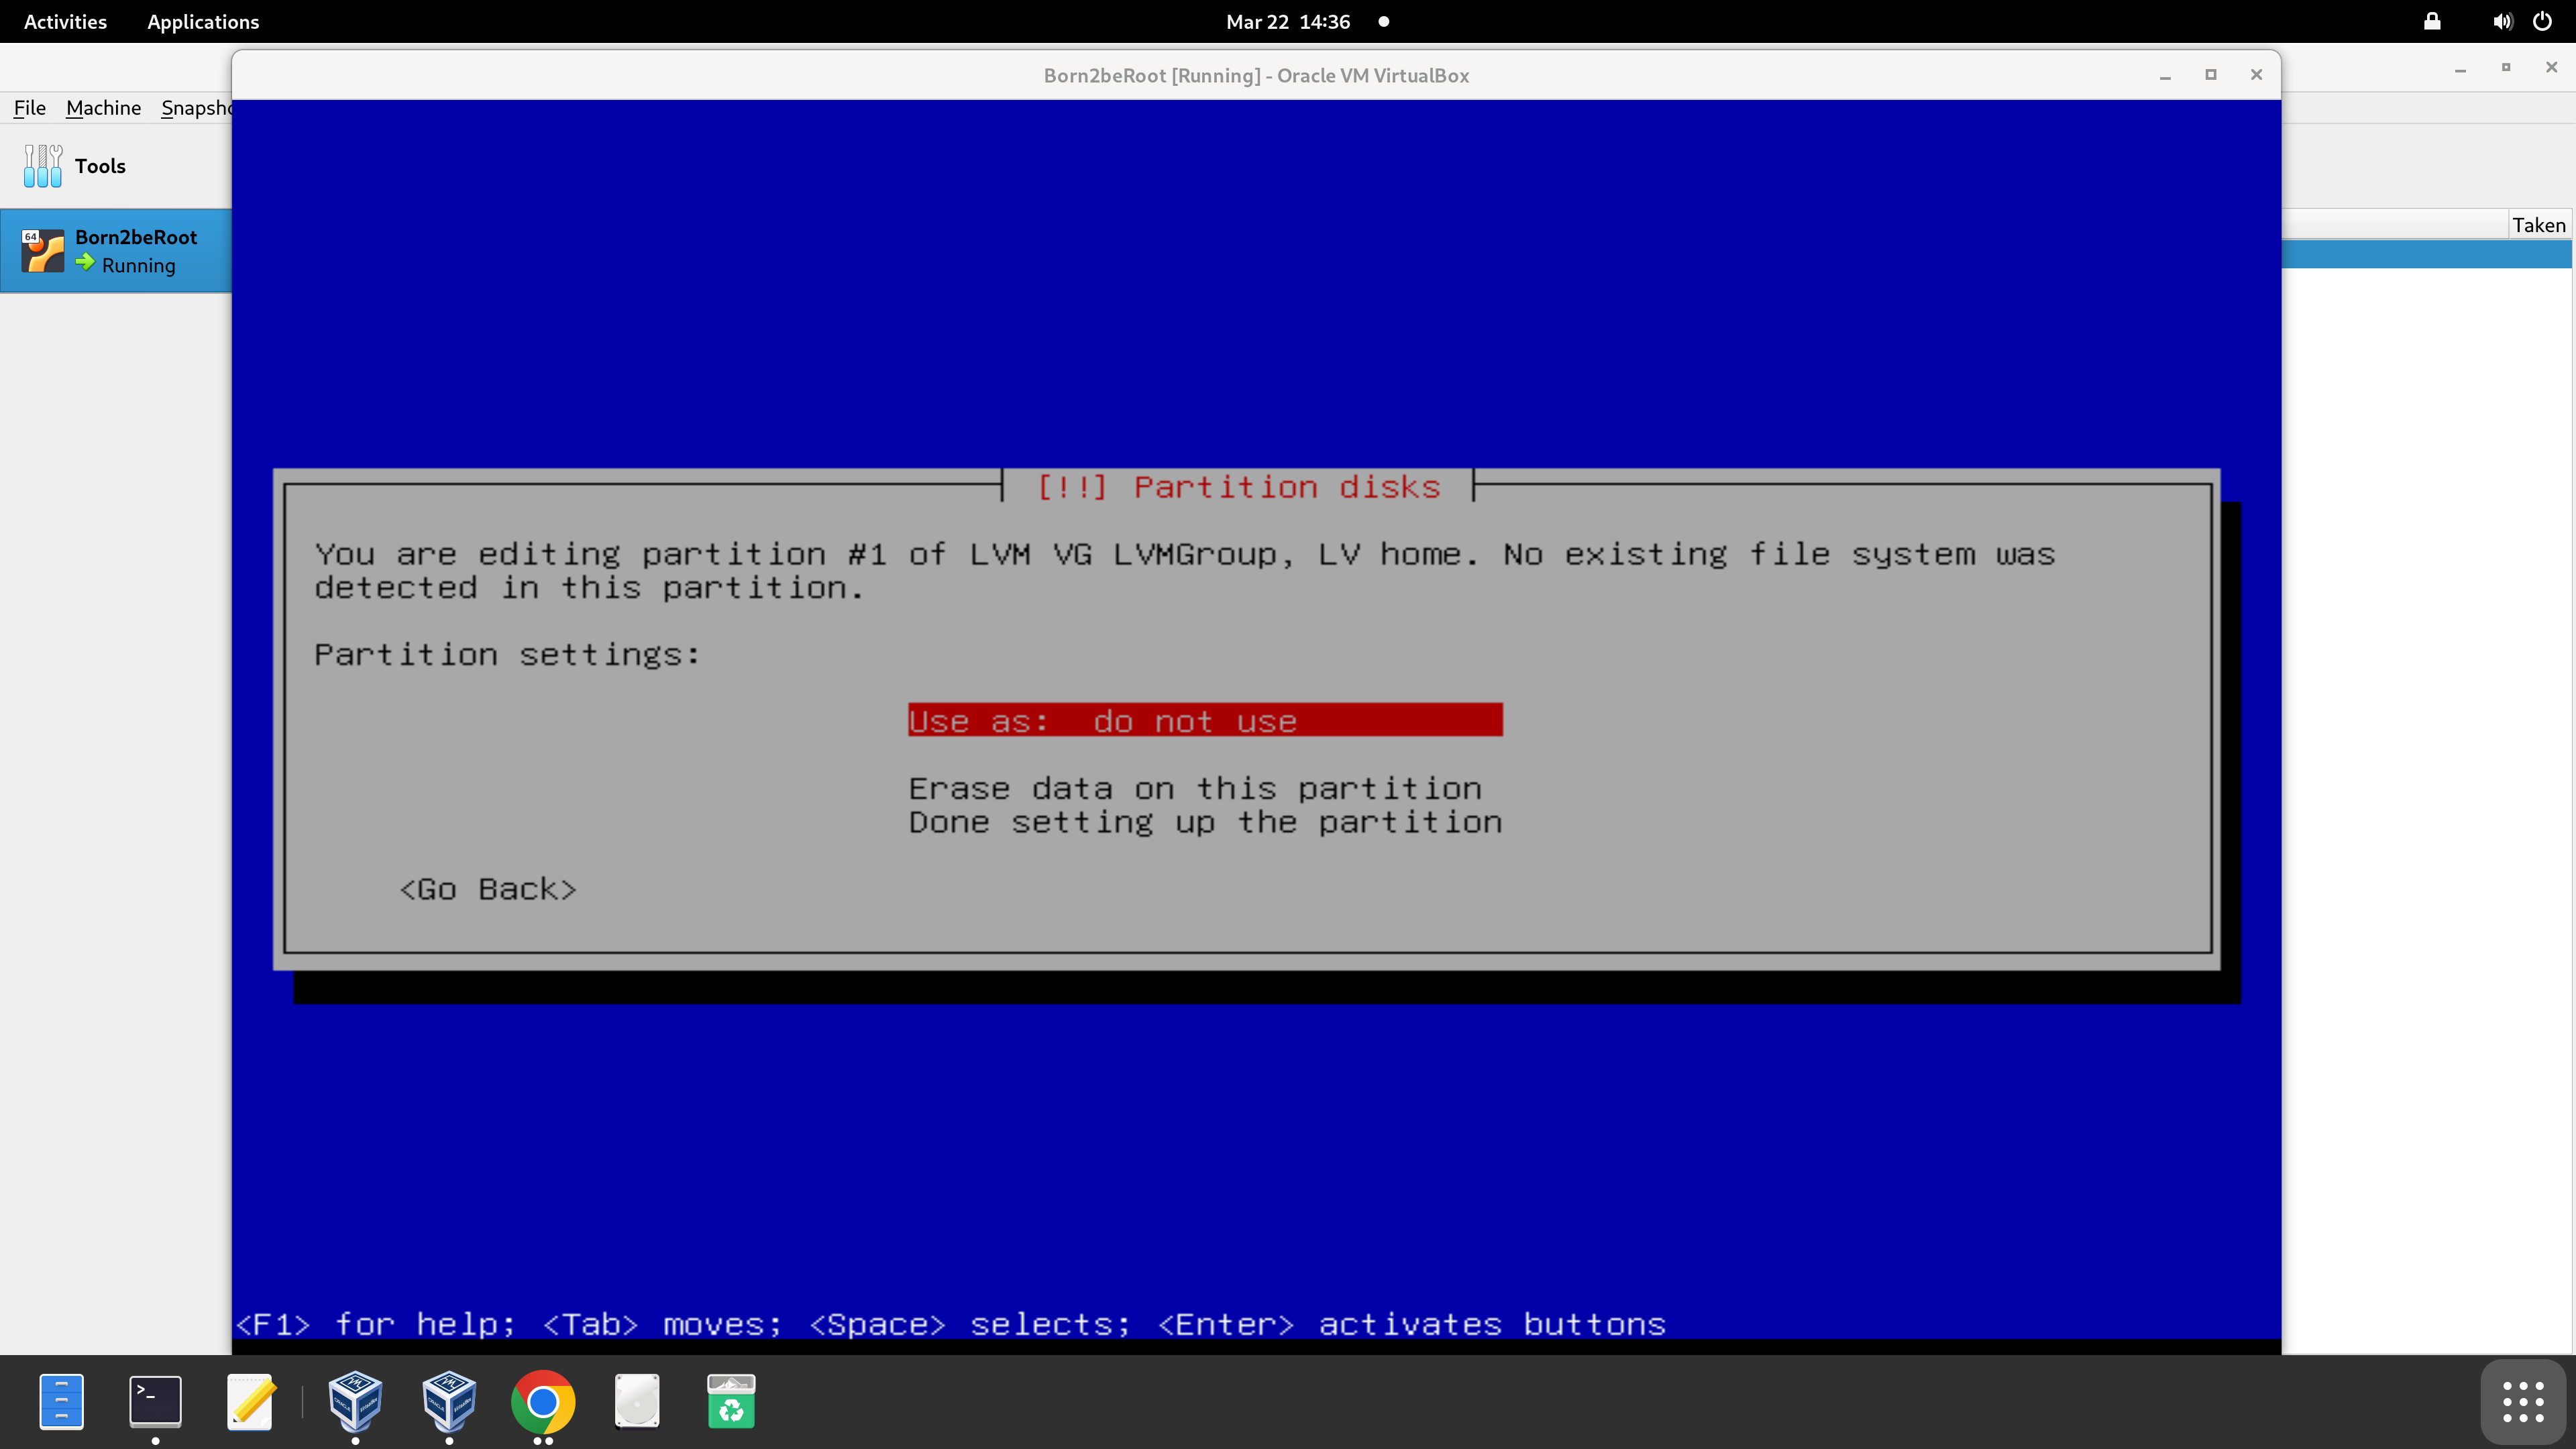 Activities Applications Mar 22 14:36
Born2beRoot [Running] - Oracle VM VirtualBox
File Machine Snapsho
Tools
Taken
64 Born2beRoot
Running
[!!] Partition disks
You are editing partition #1 of LVM VG LVMGroup, LV home. No existing file system was
detected in this partition.
Partition settings:
Use as: do not use
Erase data on this partition
Done setting up the partition
<Go Back>
<F1> for help; <Tab> moves; <Space> selects; <Enter> activates buttons